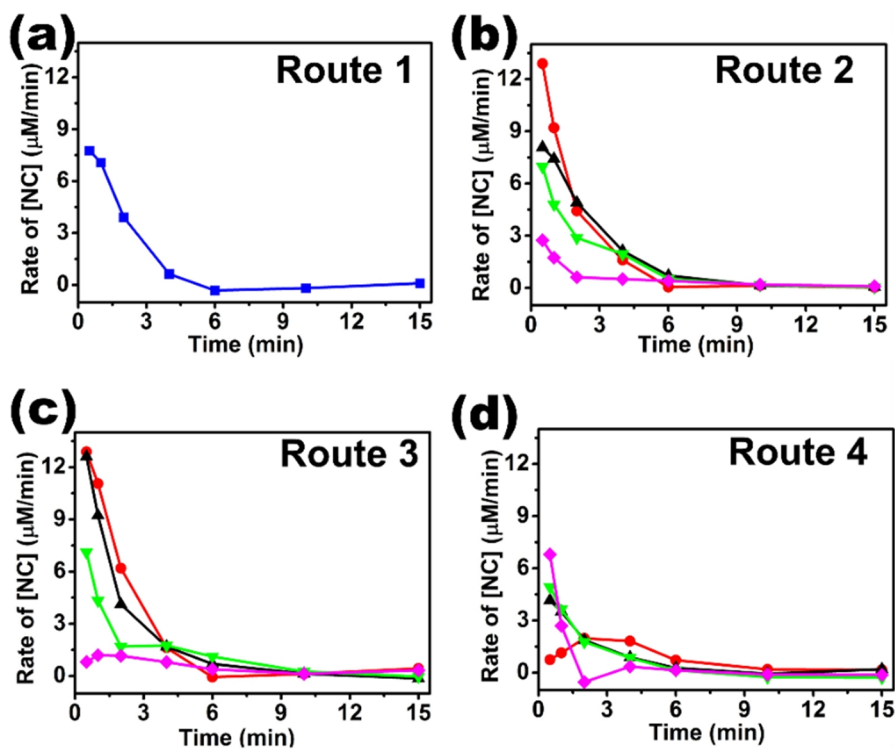 (a)
Route 1
Rate of [NC] (μM/min)
12
9
6
3
0
0 3 6 9 12 15
Time (min)
(b)
Route 2
Rate of [NC] (μM/min)
12
9
6
3
0
0 3 6 9 12 15
Time (min)
(c)
Route 3
Rate of [NC] (μM/min)
12
9
6
3
0
0 3 6 9 12 15
Time (min)
(d)
Route 4
Rate of [NC] (μM/min)
12
9
6
3
0
0 3 6 9 12 15
Time (min)